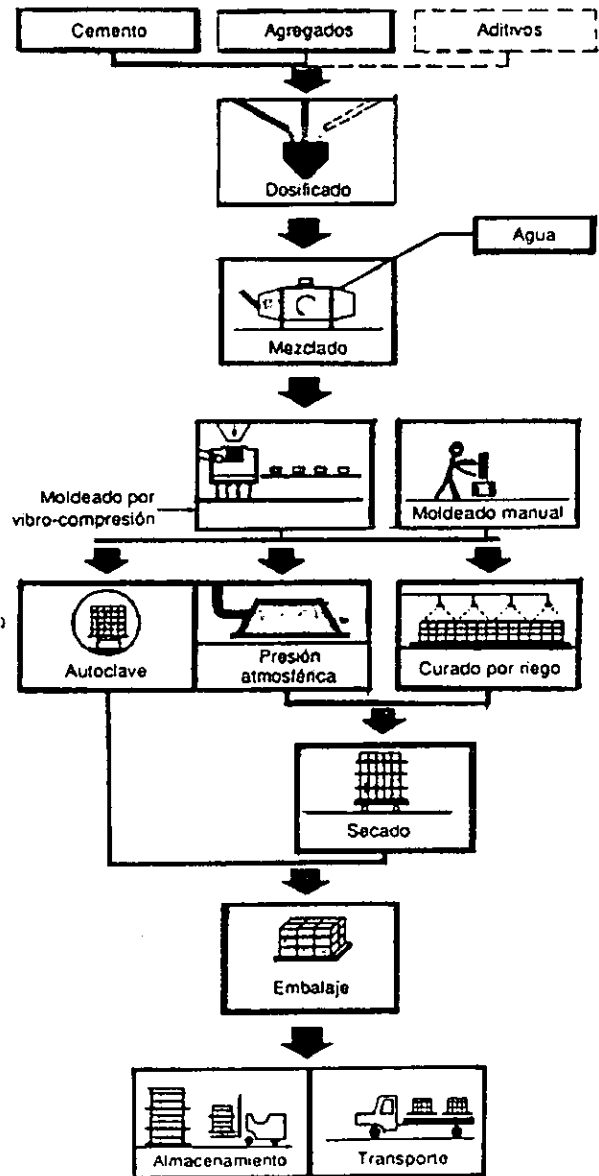 Cemento
Agregados
Aditivos
Dosificado
Agua
Mezclado
Moldeado por
vibro-compresión
Moldeado manual
Autoclave
Presión
atmosférica
Curado por riego
Secado
Embalaje
Almacenamiento
Transporte